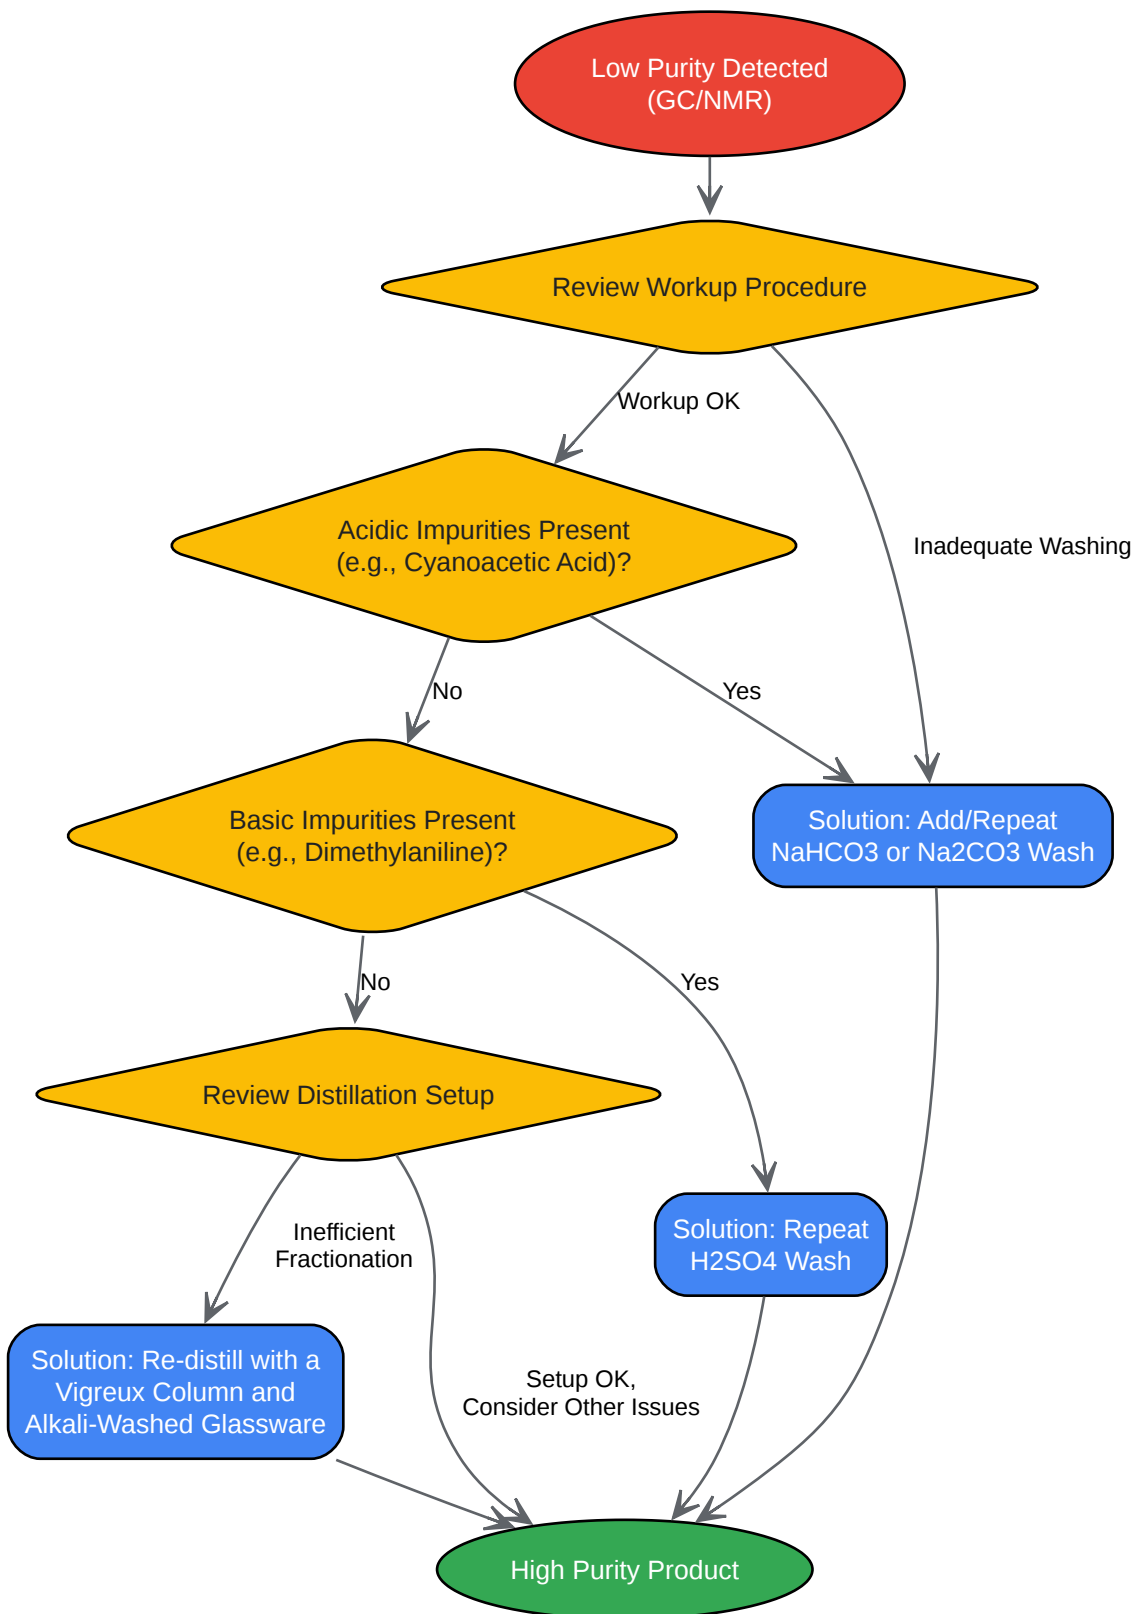 Low Purity Detected
(GC/NMR)
Review Workup Procedure
Workup OK
Inadequate Washing
Acidic Impurities Present
(e.g., Cyanoacetic Acid)?
No
Yes
Basic Impurities Present
(e.g., Dimethylaniline)?
Solution: Add/Repeat
NaHCO3 or Na2CO3 Wash
No
Yes
Review Distillation Setup
Inefficient
Fractionation
Solution: Repeat
H2SO4 Wash
Solution: Re-distill with a
Vigreux Column and
Alkali-Washed Glassware
Setup OK,
Consider Other Issues
High Purity Product